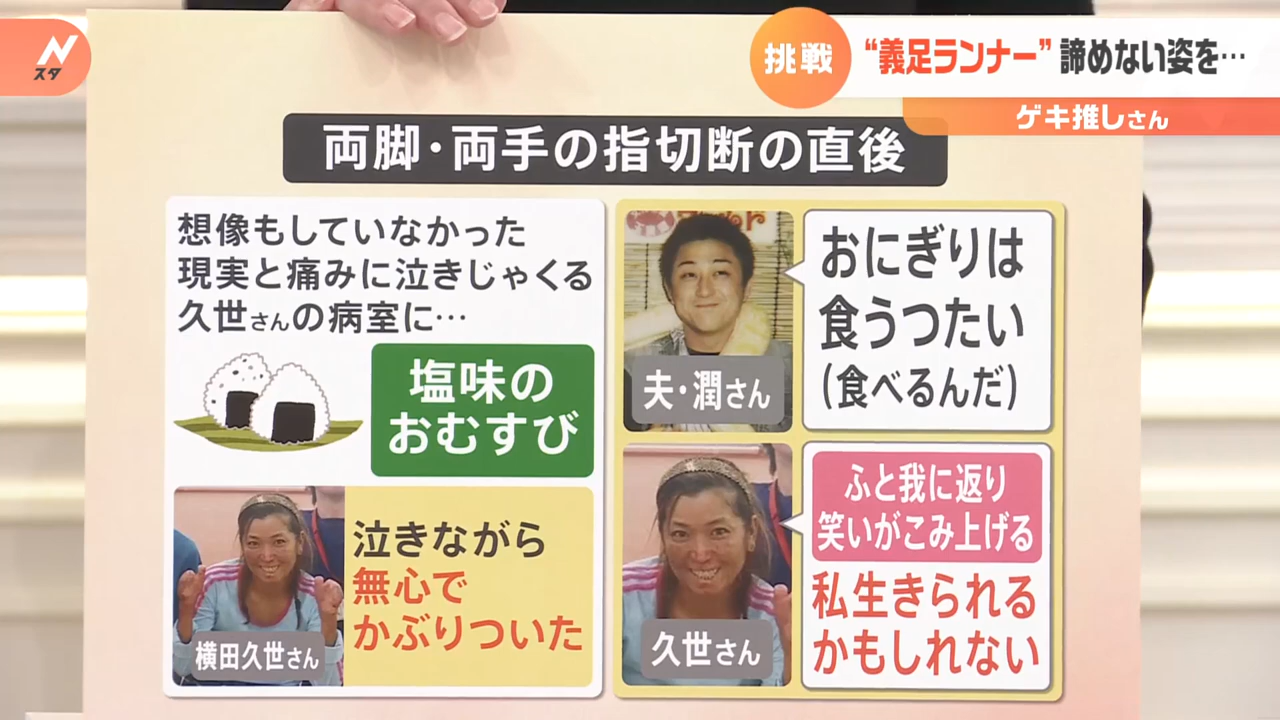 Nスタ
挑戦
“義足ランナー”諦めない姿を…
ゲキ推しさん
両脚・両手の指切断の直後
想像もしていなかった
現実と痛みに泣きじゃくる
久世さんの病室に…
塩味の
おむすび
泣きながら
無心で
かぶりついた
横田久世さん
おにぎりは
食うつたい
(食べるんだ)
夫・潤さん
ふと我に返り
笑いがこみ上げる
私生きられる
かもしれない
久世さん